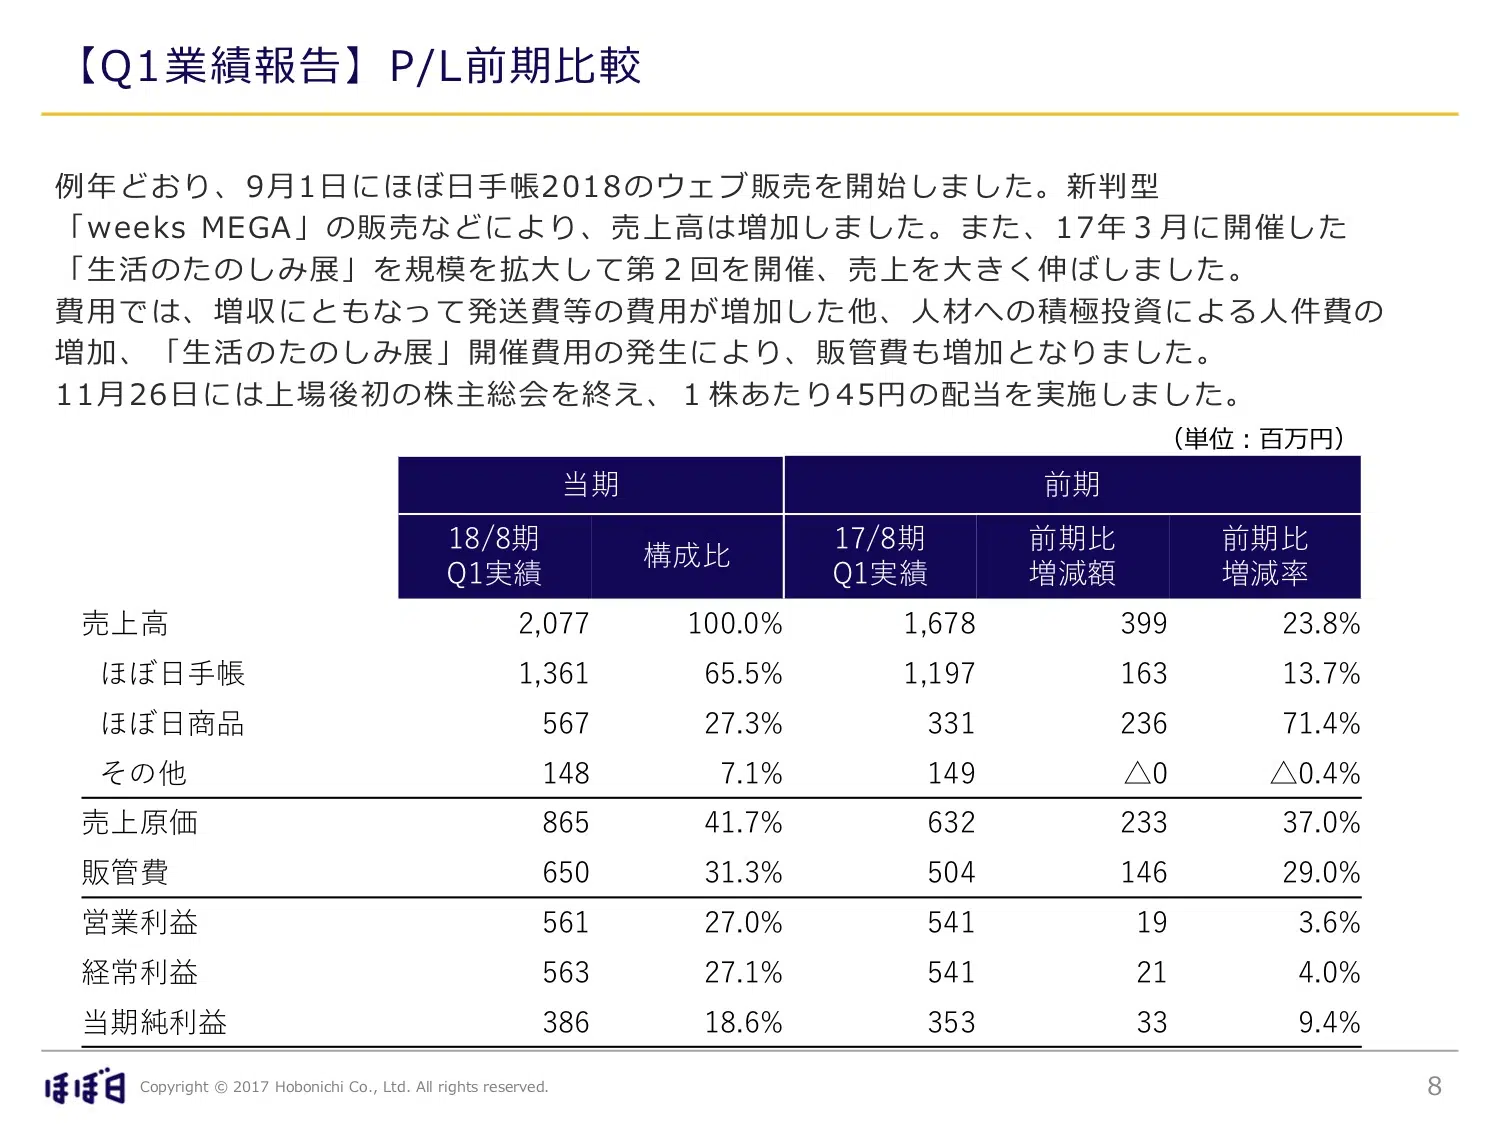 【Q1業績報告】P/L前期比較
例年どおり、9月1日にほぼ日手帳2018のウェブ販売を開始しました。新判型
「weeks MEGA」の販売などにより、売上高は増加しました。また、17年３月に開催した
「生活のたのしみ展」を規模を拡大して第２回を開催、売上を大きく伸ばしました。
費用では、増収にともなって発送費等の費用が増加した他、人材への積極投資による人件費の
増加、「生活のたのしみ展」開催費用の発生により、販管費も増加となりました。
11月26日には上場後初の株主総会を終え、１株あたり45円の配当を実施しました。
（単位：百万円）
当期 前期
18/8期 Q1実績 構成比 17/8期 Q1実績 前期比 増減額 前期比 増減率
売上高 2,077 100.0% 1,678 399 23.8%
ほぼ日手帳 1,361 65.5% 1,197 163 13.7%
ほぼ日商品 567 27.3% 331 236 71.4%
その他 148 7.1% 149 △0 △0.4%
売上原価 865 41.7% 632 233 37.0%
販管費 650 31.3% 504 146 29.0%
営業利益 561 27.0% 541 19 3.6%
経常利益 563 27.1% 541 21 4.0%
当期純利益 386 18.6% 353 33 9.4%
ほぼ日 Copyright © 2017 Hobonichi Co., Ltd. All rights reserved. 8